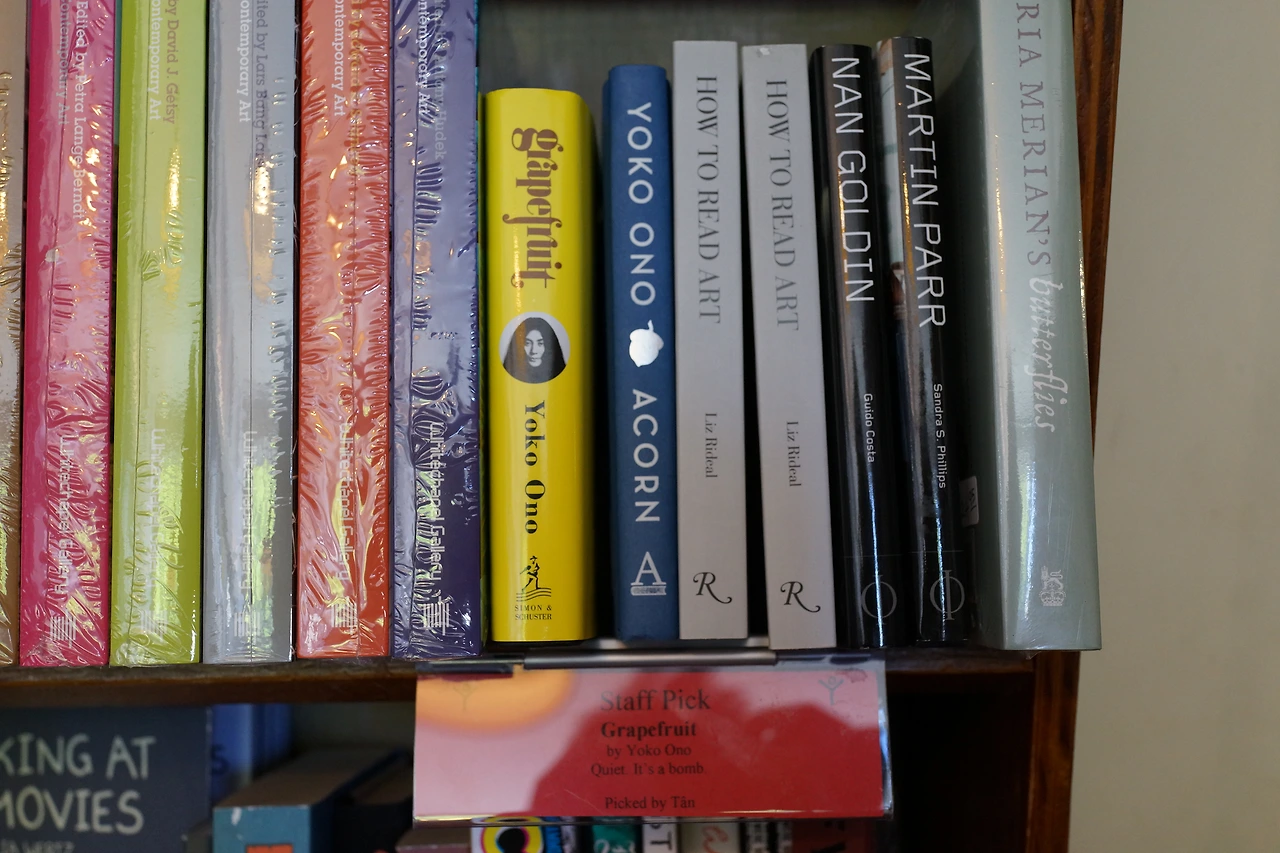 Edited by Petra Lange-Berndt
Contemporary Art
Whitechapel Gallery
by David J. Getsy
Contemporary Art
Edited by Lars Bang Larsen
Contemporary Art
Contemporary Art
Whitechapel Gallery
Contemporary Art
Whitechapel Gallery
grapefruit
Yoko Ono
SIMON &
SCHUSTER
YOKO ONO ACORN
A
HOW TO READ ART
Liz Rideal
R
HOW TO READ ART
Liz Rideal
R
NAN GOLDIN
Guido Costa
MARTIN PARR
Sandra S. Phillips
RIA MERIAN'S butterflies
Staff Pick
Grapefruit
by Yoko Ono
Quiet. It's a bomb.
Picked by Tân
KING AT
MOVIES